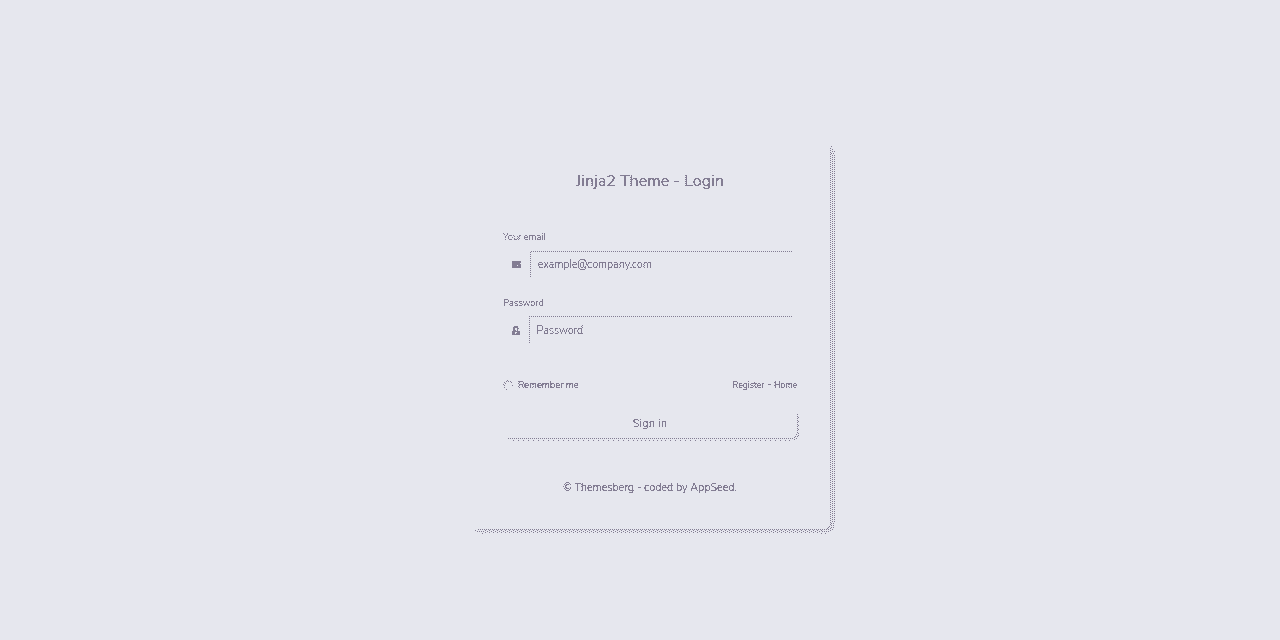 Jinja2 Theme - Login
Your email
example@company.com
Password
Password
Remember me
Register - Home
Sign in
© Themesberg - coded by AppSeed.